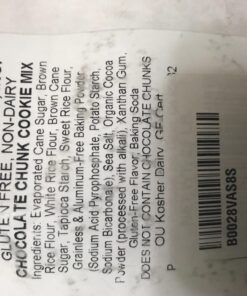 GLUTEN FREE, NON-DAIRY
CHOCOLATE CHUNK COOKIE MIX
Ingredients: Evaporated Cane Sugar, Brown
Rice Flour, White Rice Flour, Brown Cane
Sugar, Tapioca Starch, Sweet Rice Flour,
Grainless & Aluminum-Free Baking Powder
(Sodium Acid Pyrophosphate, Potato Starch,
Sodium Bicarbonate), Sea Salt, Organic Cocoa
Powder (processed with alkali), Xanthan Gum,
Gluten-Free Flavor, Baking Soda
DOES NOT CONTAIN CHOCOLATE CHUNKS
OU Kosher Dairy GF Cert
P
B0028VASBS